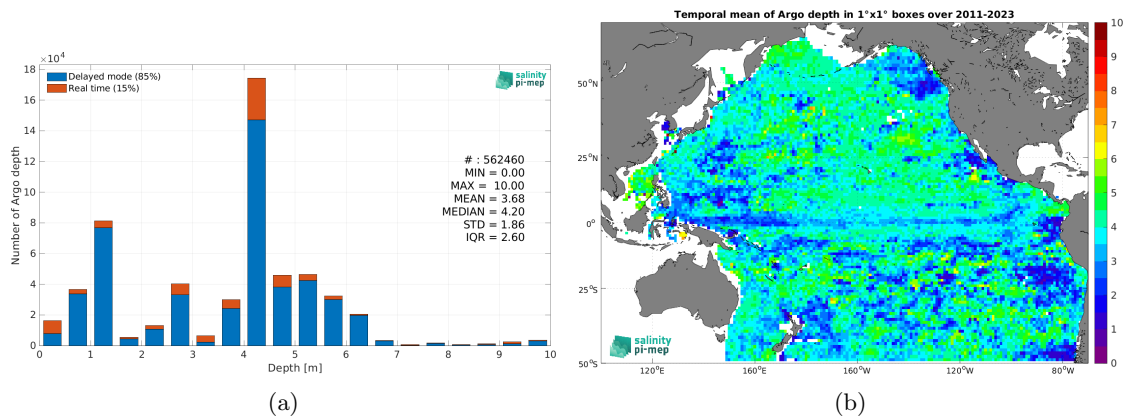 ×10⁴
18
16
14
12
10
8
6
4
2
0
Number of Argo depth
Delayed mode (85%)
Real time (15%)
salinity
pi-mep
# : 562460
MIN = 0.00
MAX = 10.00
MEAN = 3.68
MEDIAN = 4.20
STD = 1.86
IQR = 2.60
0 1 2 3 4 5 6 7 8 9 10
Depth [m]
(a)
Temporal mean of Argo depth in 1°x1° boxes over 2011-2023
50°N
25°N
0°
25°S
50°S
120°E 160°E 160°W 120°W 80°W
salinity
pi-mep
10
9
8
7
6
5
4
3
2
1
0
(b)